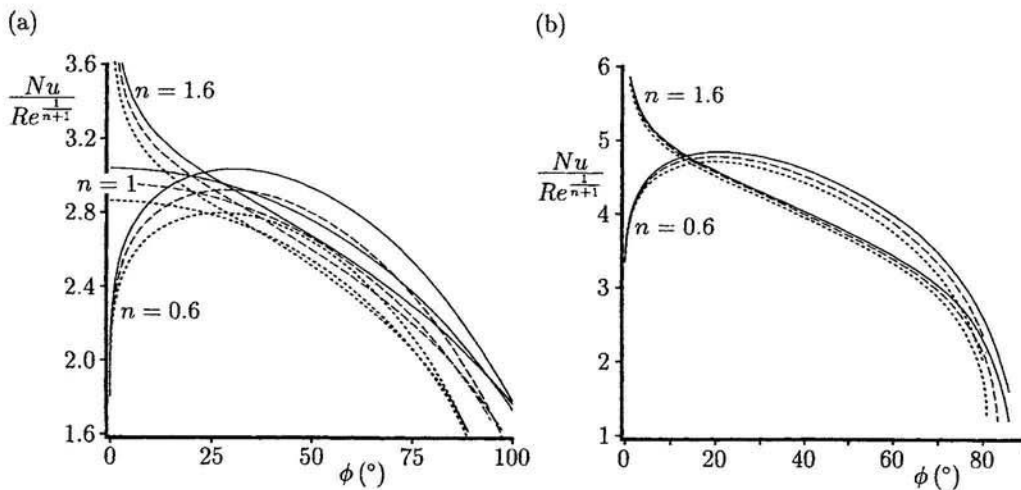 (a)
Nu
Re^{1/(n+1)}
3.6
3.2
2.8
2.4
2.0
1.6
n = 1.6
n = 1
n = 0.6
0 25 50 75 100
ϕ (°)
(b)
Nu
Re^{1/(n+1)}
6
5
4
3
2
1
n = 1.6
n = 0.6
0 20 40 60 80
ϕ (°)